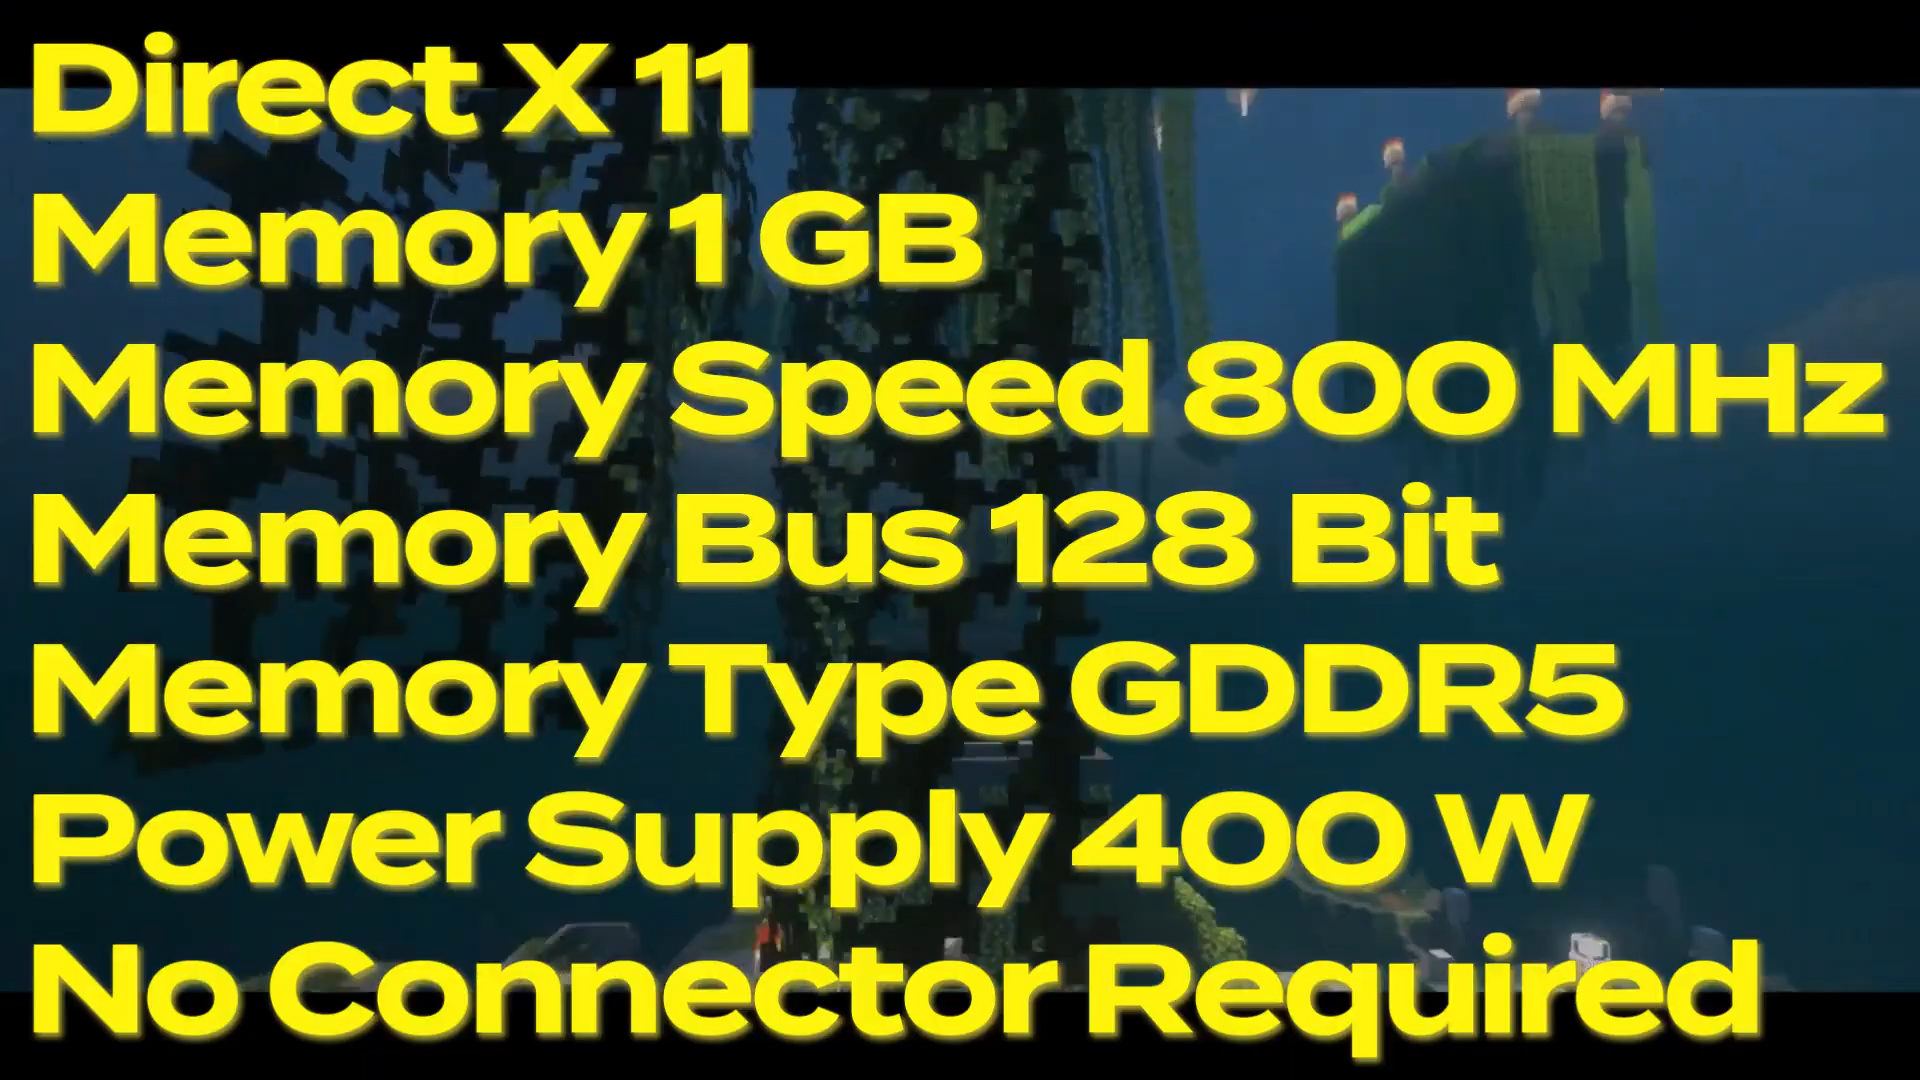 Direct X 11
Memory 1 GB
Memory Speed 800 MHz
Memory Bus 128 Bit
Memory Type GDDR5
Power Supply 400 W
No Connector Required